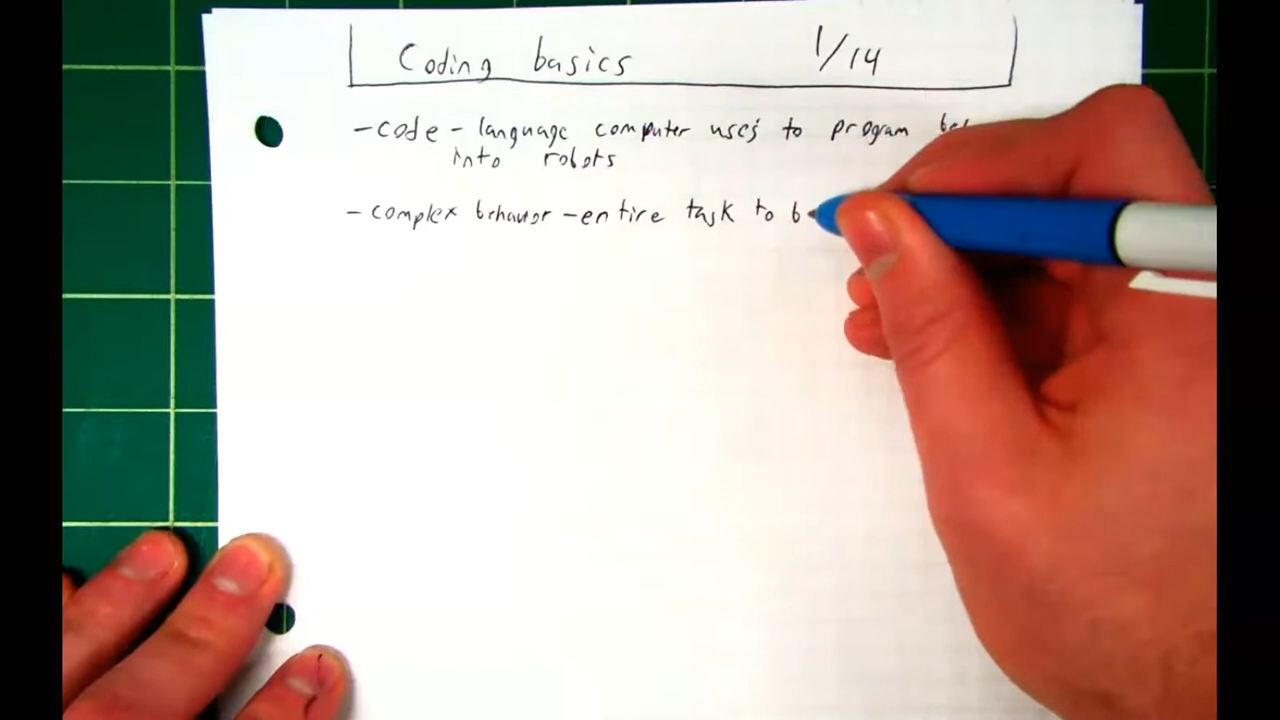 Coding basics 1/14
- code - language computer uses to program
into robots
- complex behavior - entire task to b